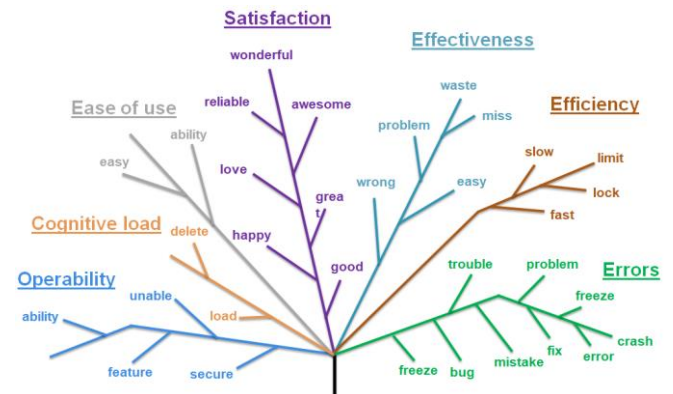 Satisfaction
wonderful
reliable
awesome
love
grea
t
happy
good
Effectiveness
waste
miss
problem
wrong
easy
Efficiency
slow
limit
lock
fast
Ease of use
ability
easy
Cognitive load
delete
load
Operability
unable
ability
feature
secure
Errors
trouble
problem
freeze
crash
error
fix
mistake
bug
freeze